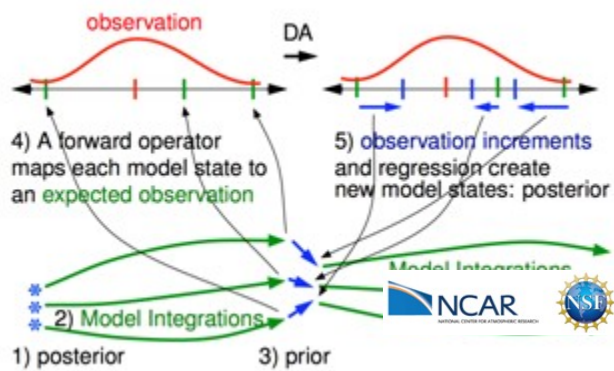 observation
DA
4) A forward operator
maps each model state to
an expected observation
5) observation increments
and regression create
new model states: posterior
Model Integrations
2) Model Integrations
NCAR
NATIONAL CENTER FOR ATMOSPHERIC RESEARCH
NSF
1) posterior
3) prior